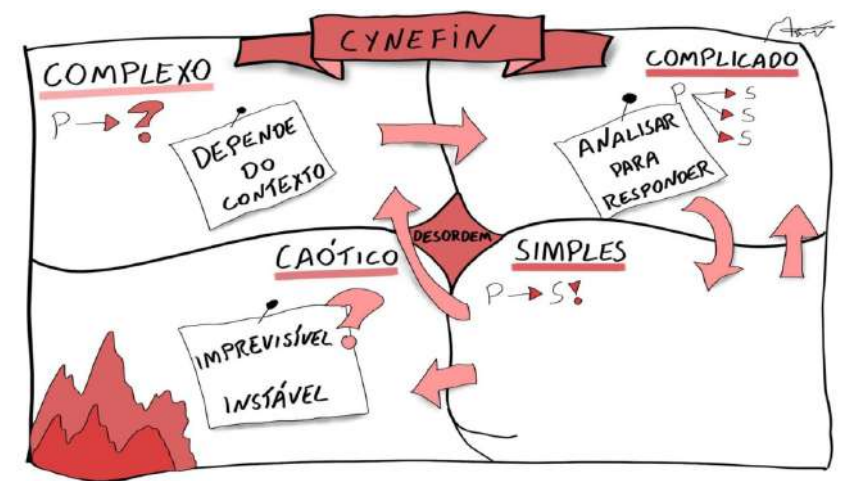 CYNEFIN
COMPLEXO
P ?
DEPENDE
DO
CONTEXTO
COMPLICADO
P S
S
S
ANALISAR
PARA
RESPONDER
DESORDEM
CAÓTICO
?
IMPREVISÍVEL
INSTÁVEL
SIMPLES
P S!